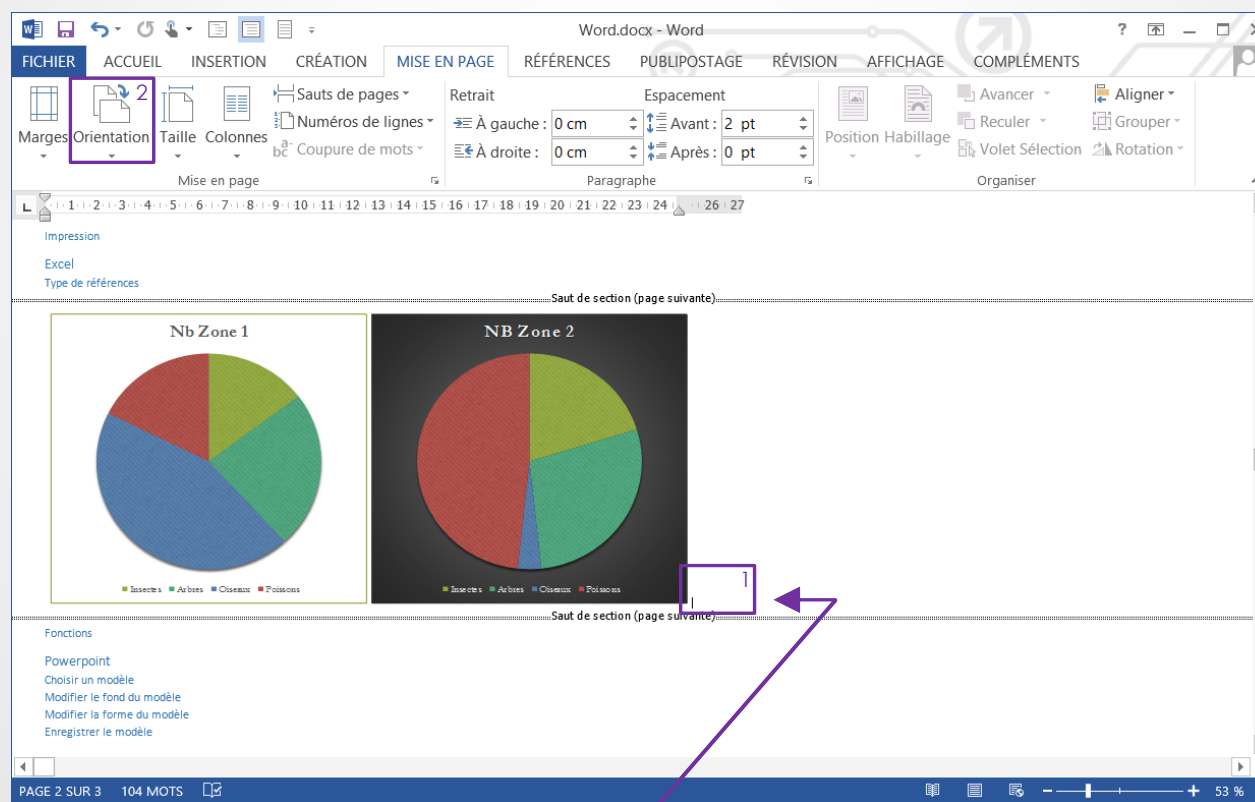 Word.docx - Word
FICHIER ACCUEIL INSERTION CRÉATION MISE EN PAGE RÉFÉRENCES PUBLIPOSTAGE RÉVISION AFFICHAGE COMPLÉMENTS
Marges
Orientation
2
Taille
Colonnes
Sauts de pages
Numéros de lignes
Coupure de mots
Mise en page
Retrait
À gauche : 0 cm
À droite : 0 cm
Espacement
Avant : 2 pt
Après : 0 pt
Paragraphe
Position
Habillage
Avancer
Reculer
Volet Sélection
Aligner
Grouper
Rotation
Organiser
1 2 3 4 5 6 7 8 9 10 11 12 13 14 15 16 17 18 19 20 21 22 23 24 26 27
Impression
Excel
Type de références
Saut de section (page suivante)
Nb Zone 1
Insectes Arbres Oiseaux Poissons
NB Zone 2
Insectes Arbres Oiseaux Poissons
1
Saut de section (page suivante)
Fonctions
Powerpoint
Choisir un modèle
Modifier le fond du modèle
Modifier la forme du modèle
Enregistrer le modèle
PAGE 2 SUR 3 104 MOTS 53 %